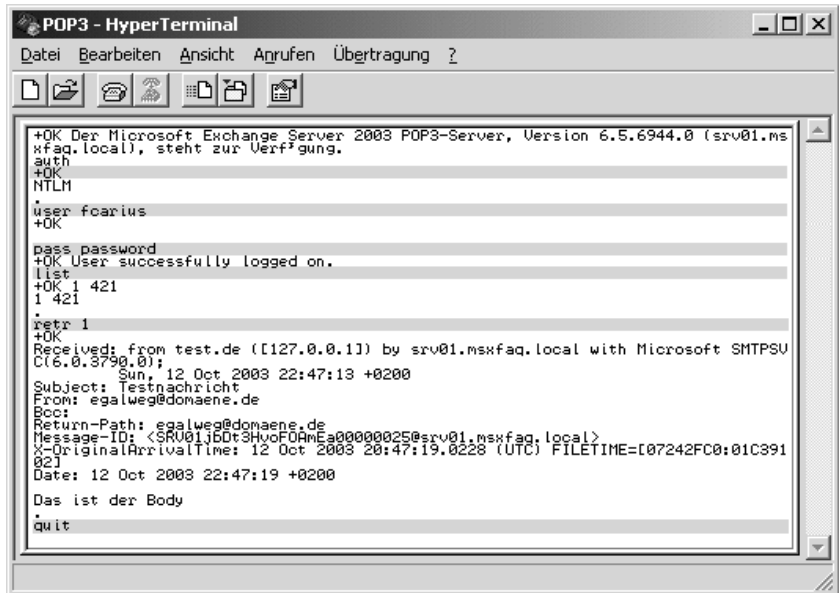 POP3 - HyperTerminal
Datei Bearbeiten Ansicht Anrufen Übertragung ?
+OK Der Microsoft Exchange Server 2003 POP3-Server, Version 6.5.6944.0 (srv01.ms
xfaq.local), steht zur Verf³gung.
auth
+OK
NTLM
.
user fcarius
+OK
pass password
+OK User successfully logged on.
list
+OK 1 421
1 421
.
retr 1
+OK
Received: from test.de ([127.0.0.1]) by srv01.msxfaq.local with Microsoft SMTPSV
C(6.0.3790.0);
Sun, 12 Oct 2003 22:47:13 +0200
Subject: Testnachricht
From: egalweg@domaene.de
Bcc:
Return-Path: egalweg@domaene.de
Message-ID: <SRV01jbDt3HvoFOAmEa00000025@srv01.msxfaq.local>
X-OriginalArrivalTime: 12 Oct 2003 20:47:19.0228 (UTC) FILETIME=[07242FC0:01C391
02]
Date: 12 Oct 2003 22:47:19 +0200
Das ist der Body
.
quit